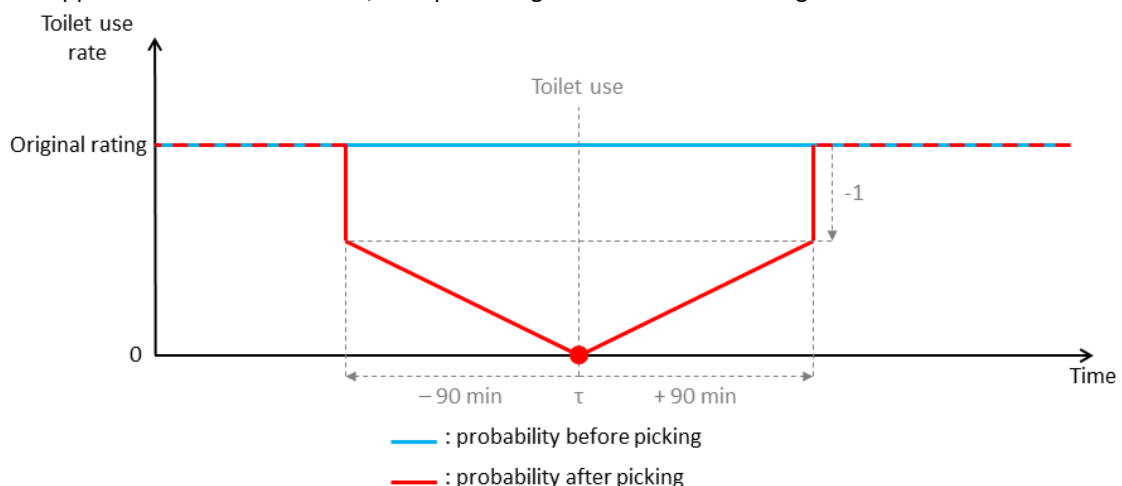 Toilet use
rate
Toilet use
Original rating
-1
0
Time
– 90 min τ + 90 min
: probability before picking
: probability after picking